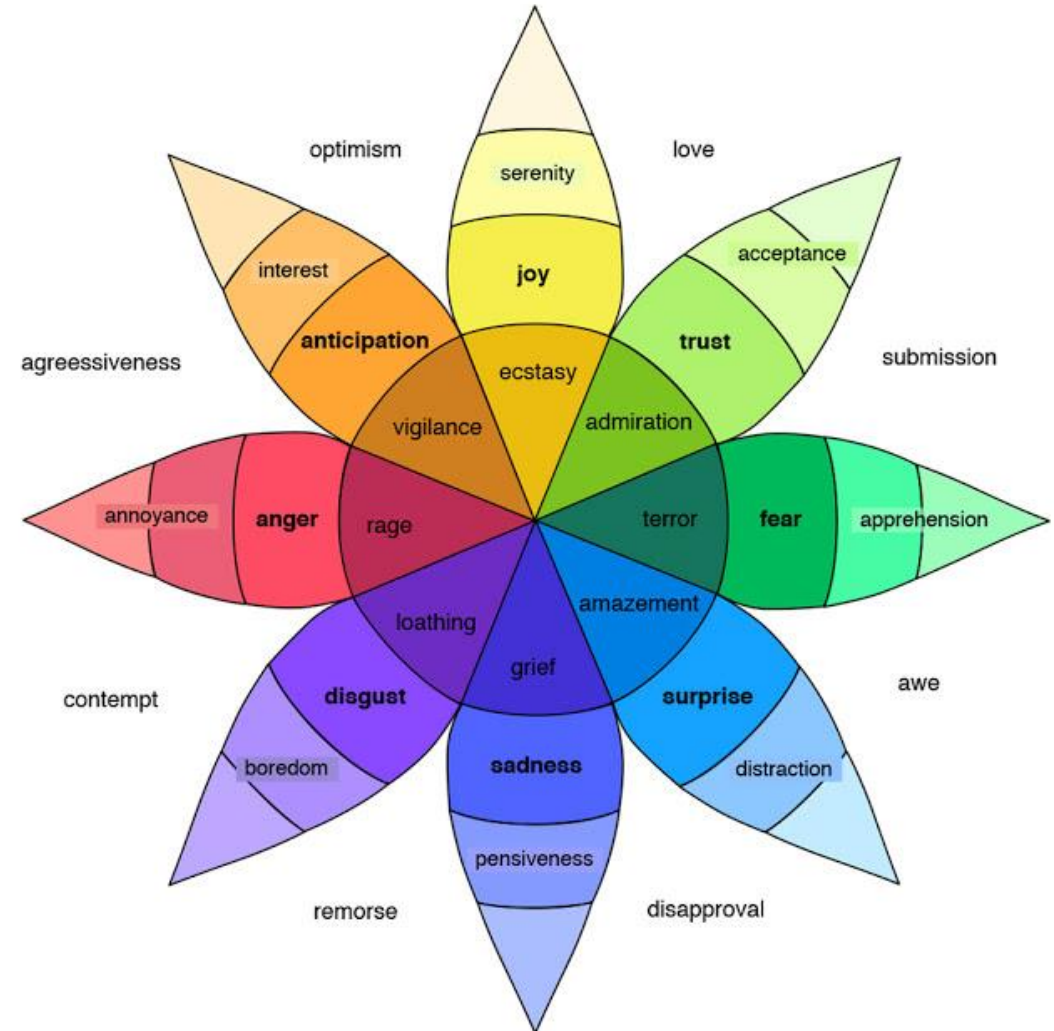 optimism
love
serenity
interest
acceptance
joy
anticipation
trust
agreessiveness
submission
ecstasy
vigilance
admiration
annoyance
anger
rage
terror
fear
apprehension
loathing
amazement
grief
contempt
disgust
surprise
awe
boredom
sadness
distraction
pensiveness
remorse
disapproval